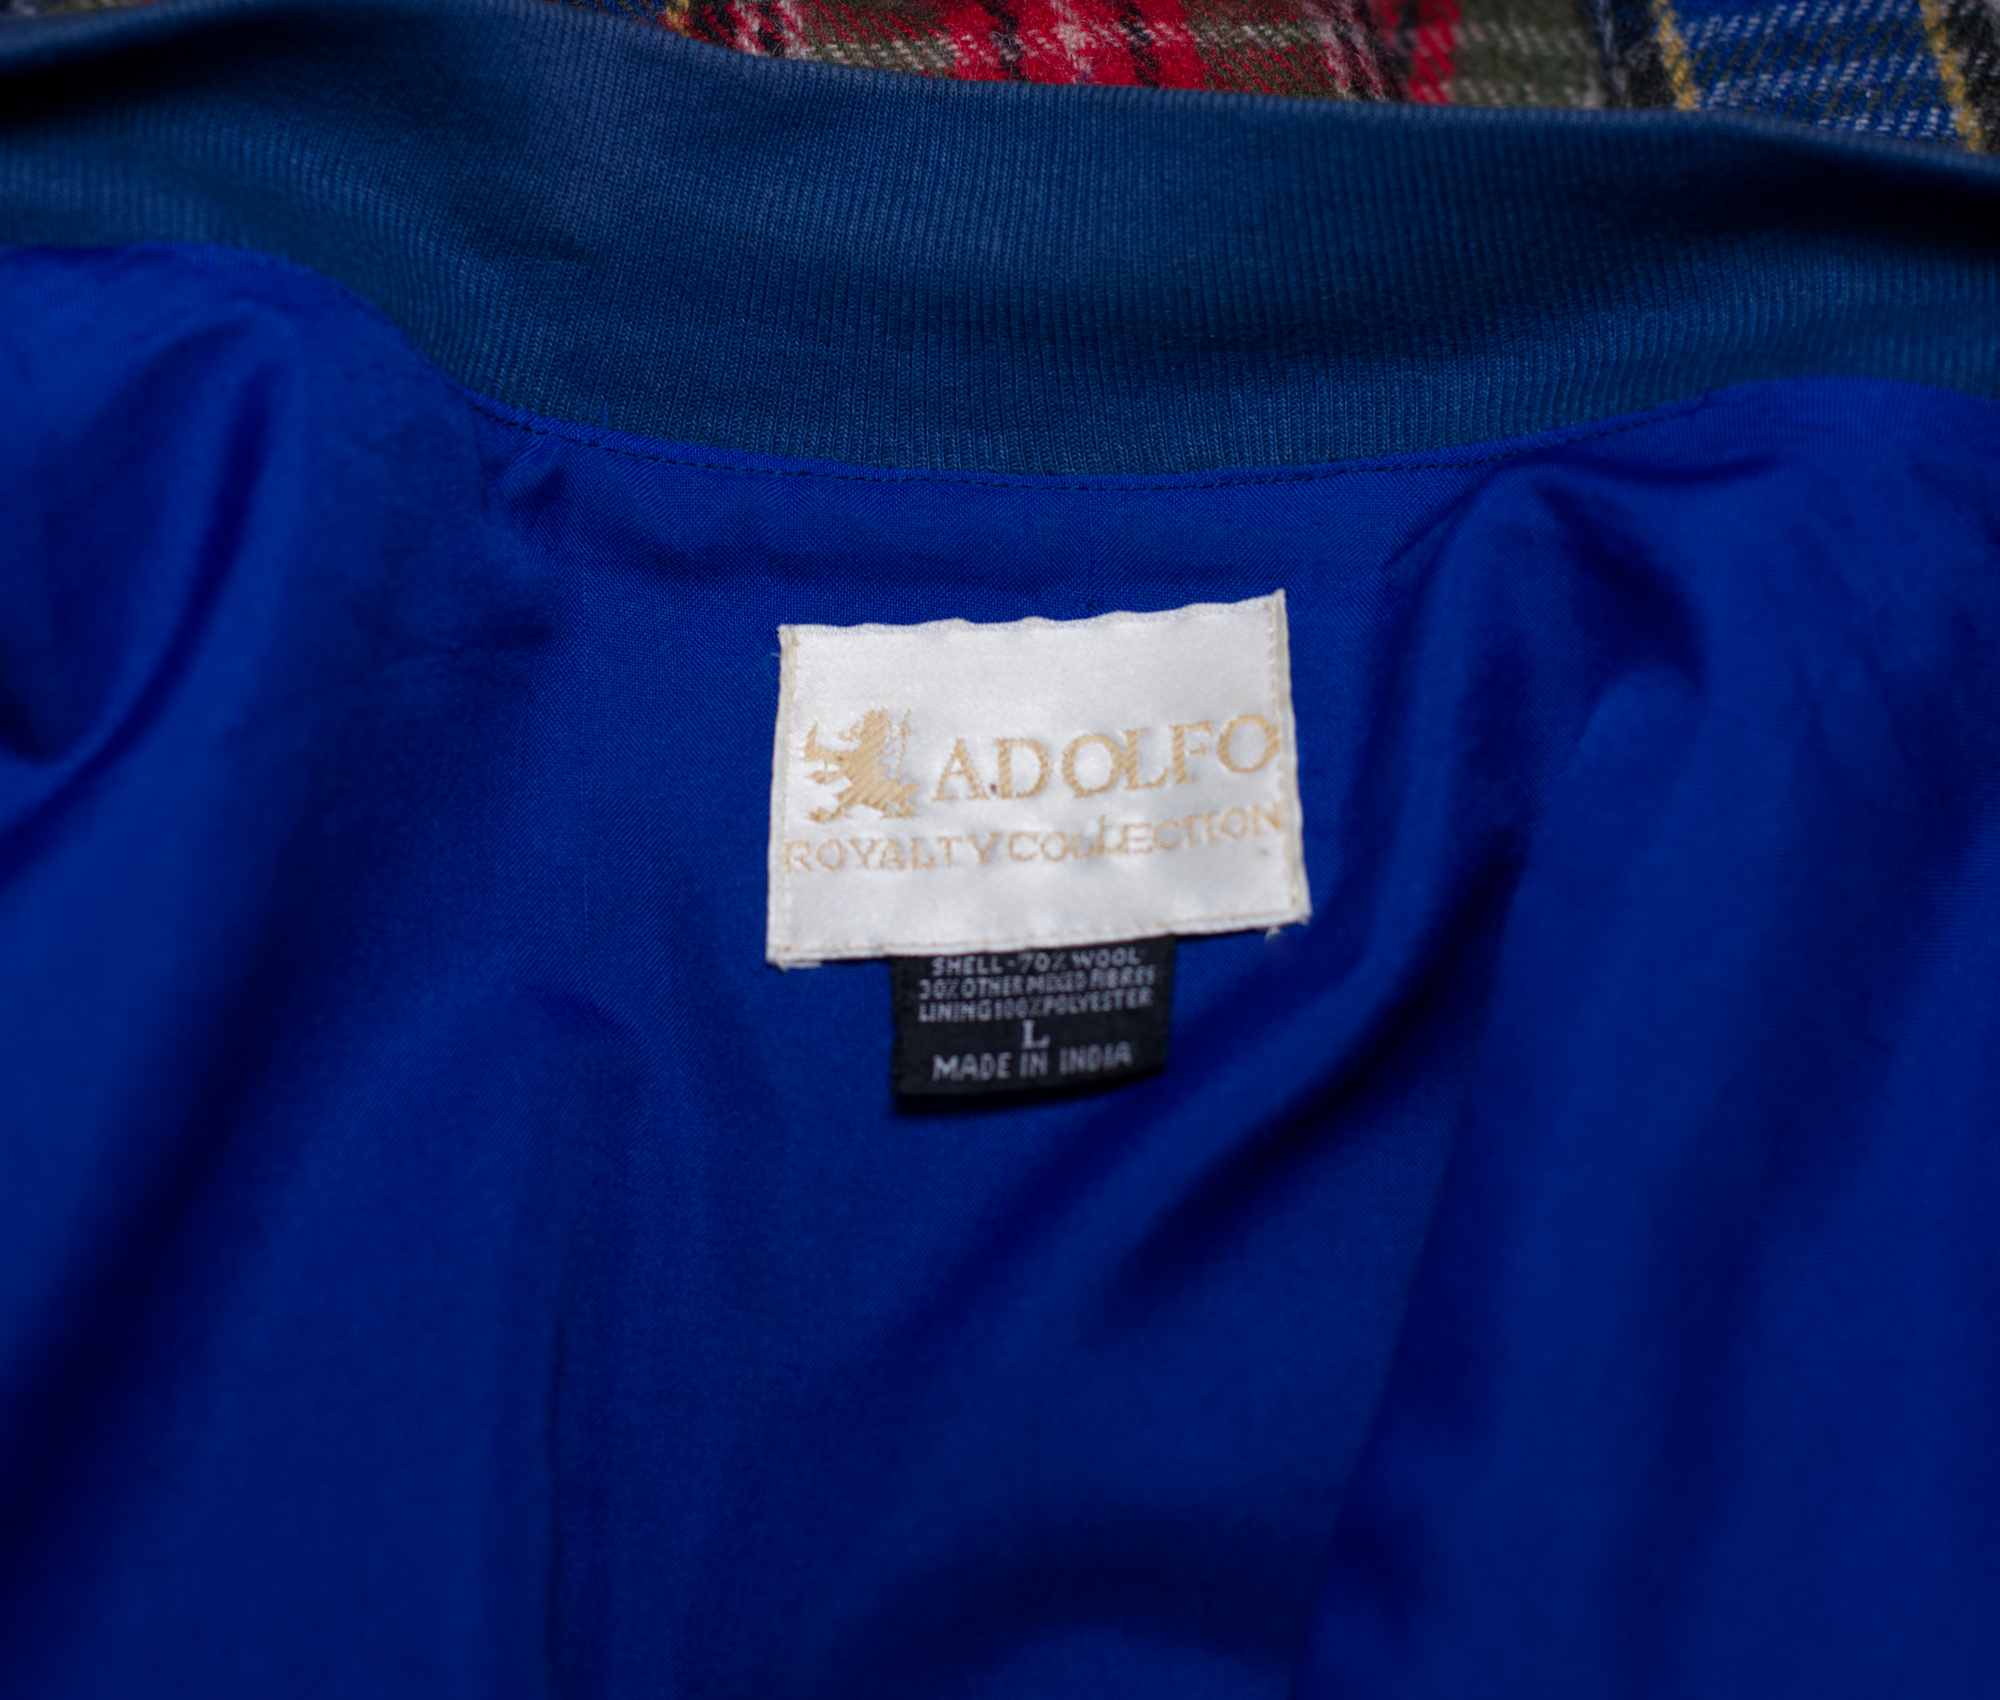 ADOLFO
ROYALTY COLLECTION
SHELL-70% WOOL
30% OTHER MIXED FIBRES
LINING 100% POLYESTER
L
MADE IN INDIA